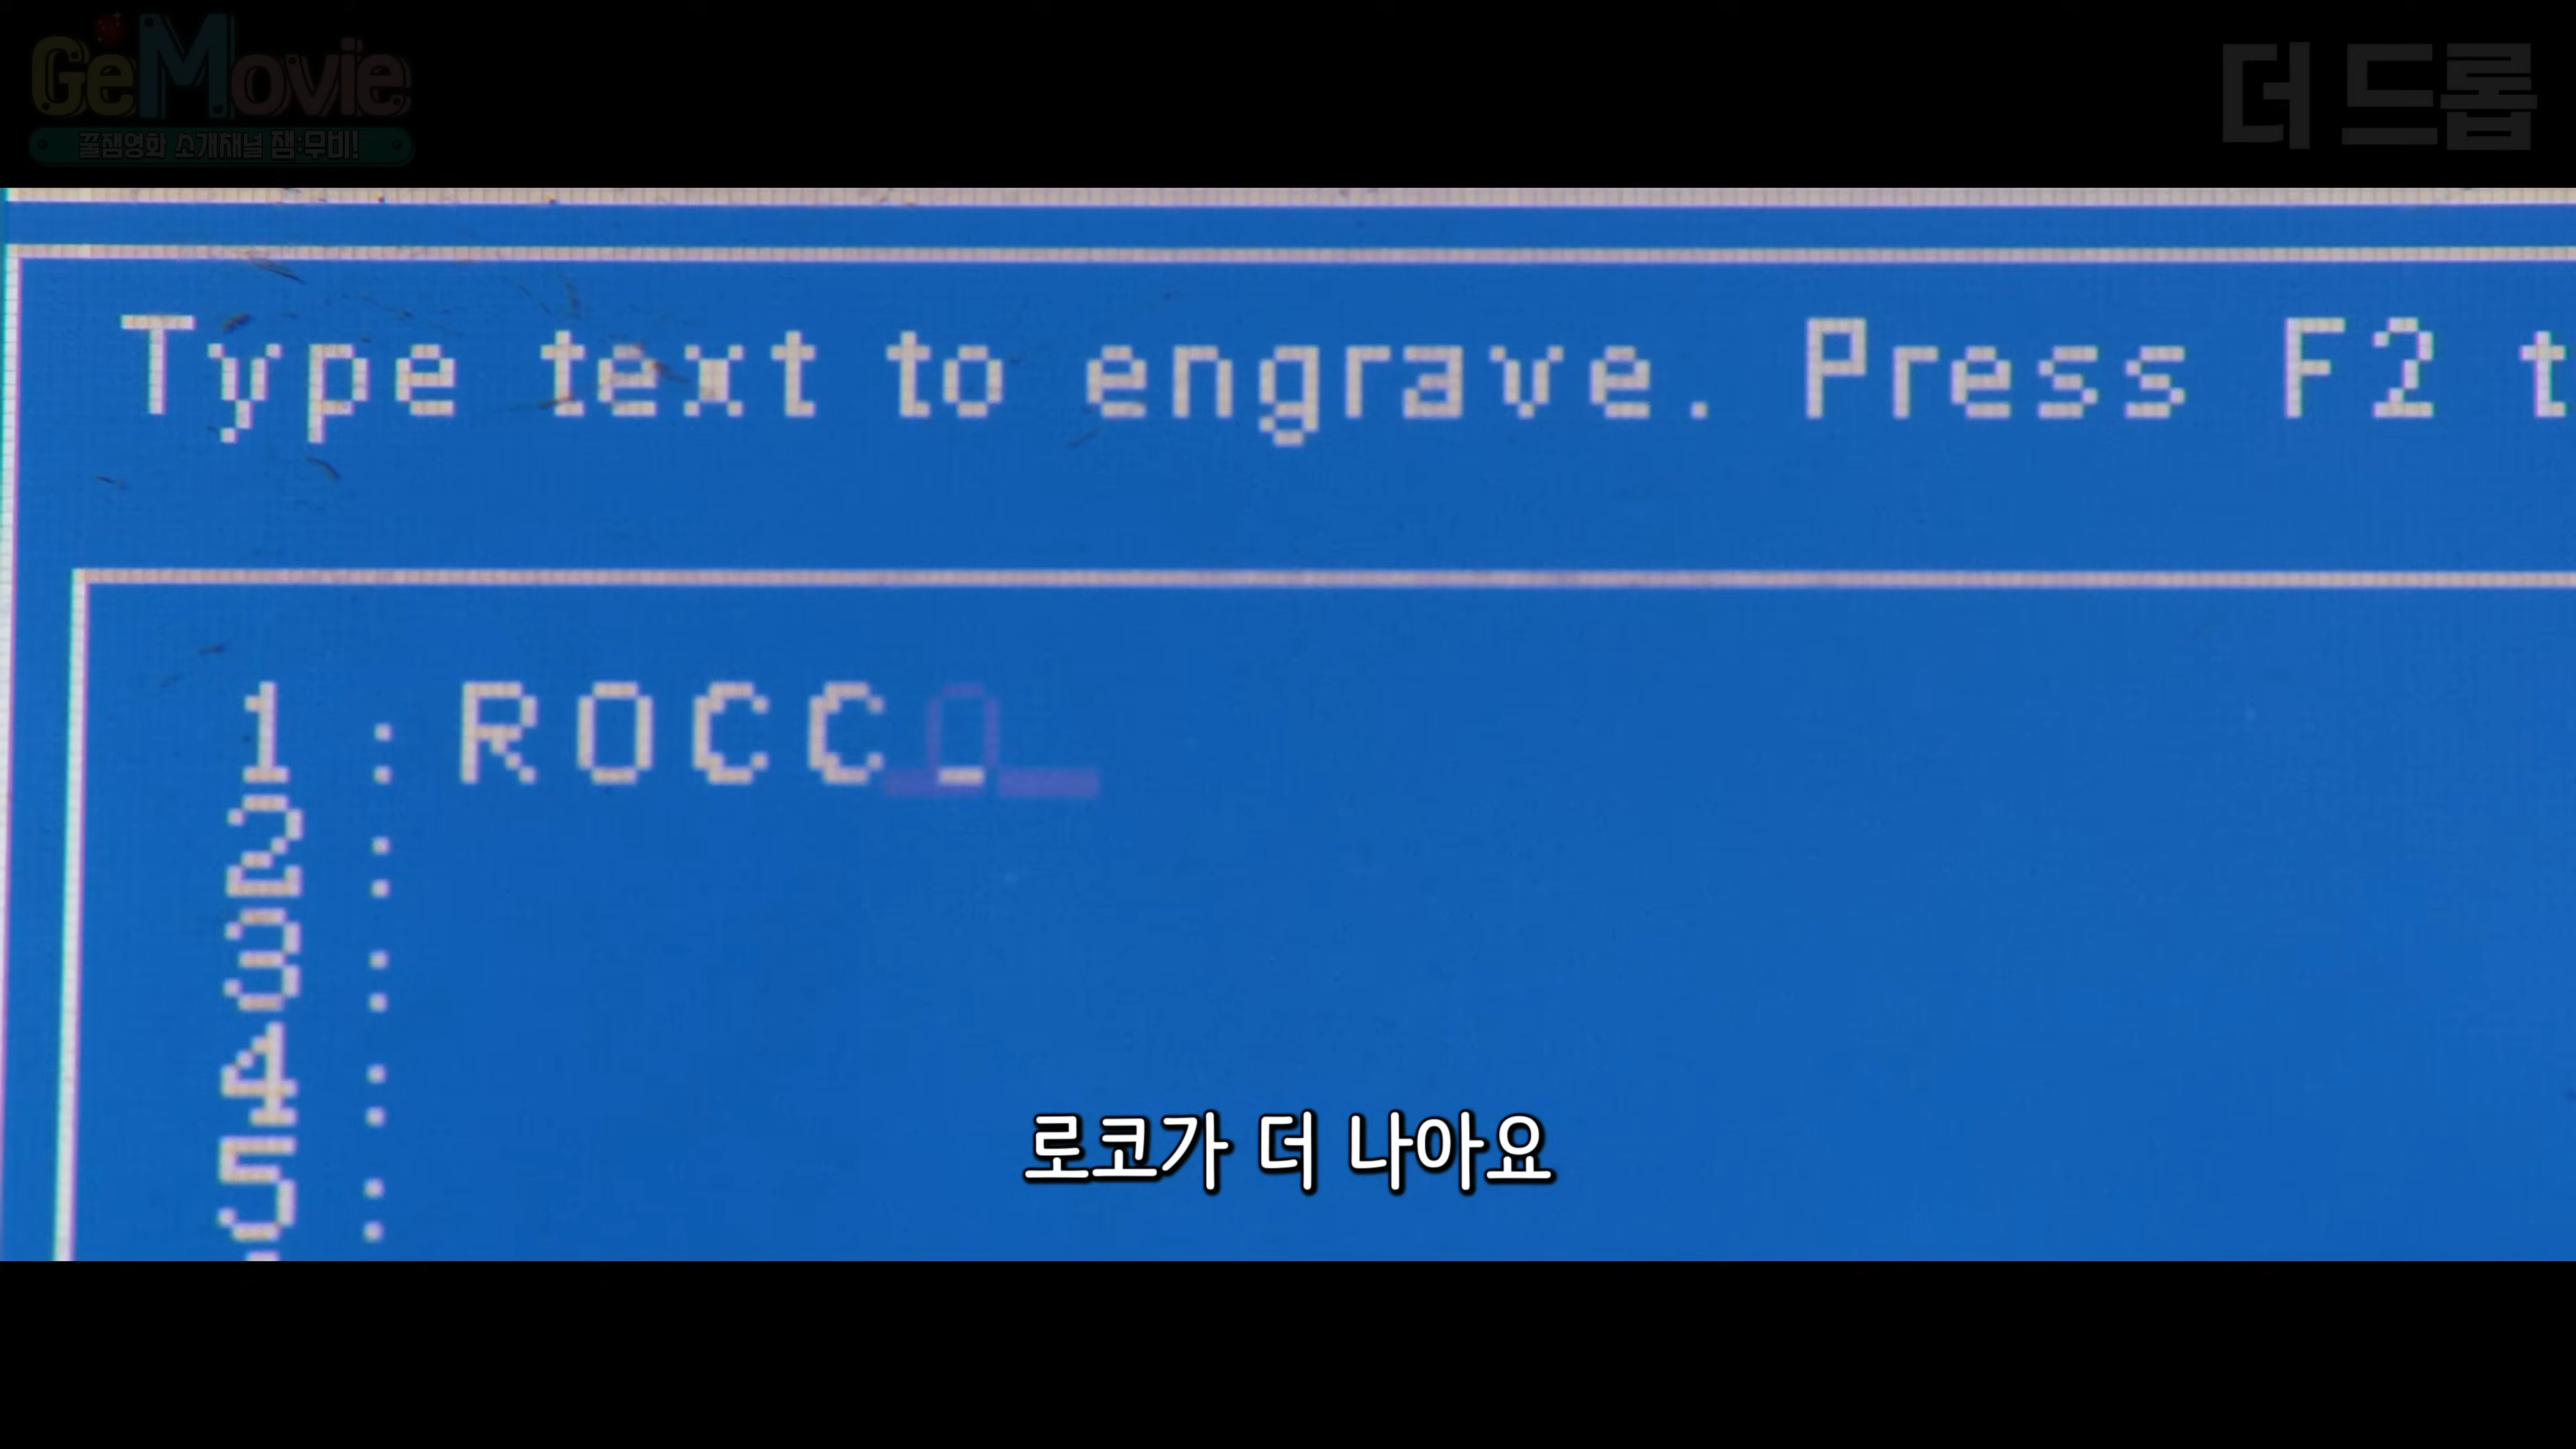 GeMovie
꿀잼영화 소개채널 잼:무비!
더 드롭
Type text to engrave. Press F2 t
1 : ROCC_
2 :
3 :
4 :
5 :
로코가 더 나아요